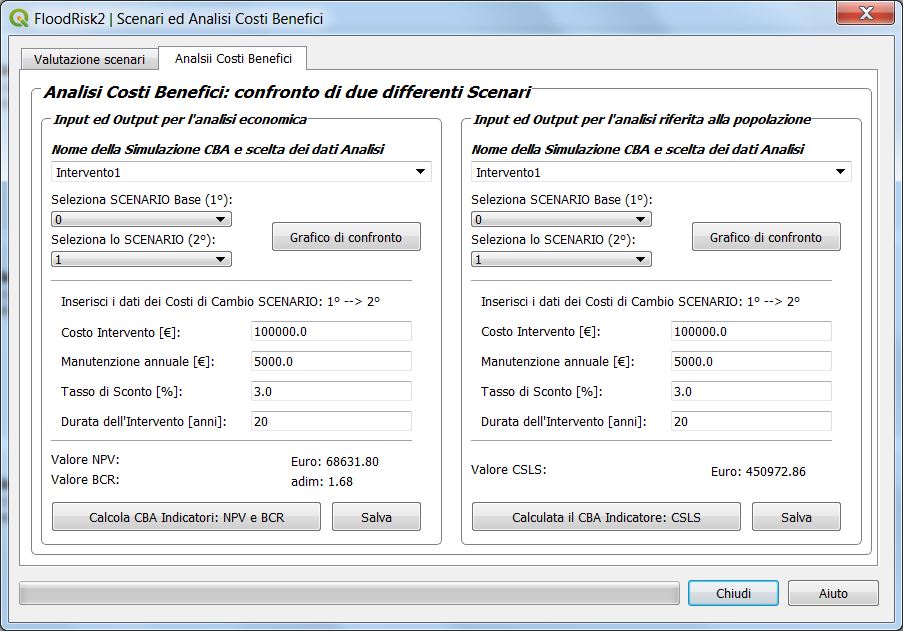 FloodRisk2 | Scenari ed Analisi Costi Benefici
Valutazione scenari
Analsii Costi Benefici
Analisi Costi Benefici: confronto di due differenti Scenari
Input ed Output per l'analisi economica
Nome della Simulazione CBA e scelta dei dati Analisi
Intervento1
Seleziona SCENARIO Base (1°):
0
Seleziona lo SCENARIO (2°):
1
Grafico di confronto
Inserisci i dati dei Costi di Cambio SCENARIO: 1° --> 2°
Costo Intervento [€]: 100000.0
Manutenzione annuale [€]: 5000.0
Tasso di Sconto [%]: 3.0
Durata dell'Intervento [anni]: 20
Valore NPV: Euro: 68631.80
Valore BCR: adim: 1.68
Calcola CBA Indicatori: NPV e BCR
Salva
Input ed Output per l'analisi riferita alla popolazione
Nome della Simulazione CBA e scelta dei dati Analisi
Intervento1
Seleziona SCENARIO Base (1°):
0
Seleziona lo SCENARIO (2°):
1
Grafico di confronto
Inserisci i dati dei Costi di Cambio SCENARIO: 1° --> 2°
Costo Intervento [€]: 100000.0
Manutenzione annuale [€]: 5000.0
Tasso di Sconto [%]: 3.0
Durata dell'Intervento [anni]: 20
Valore CSLS: Euro: 450972.86
Calculata il CBA Indicatore: CSLS
Salva
Chiudi
Aiuto